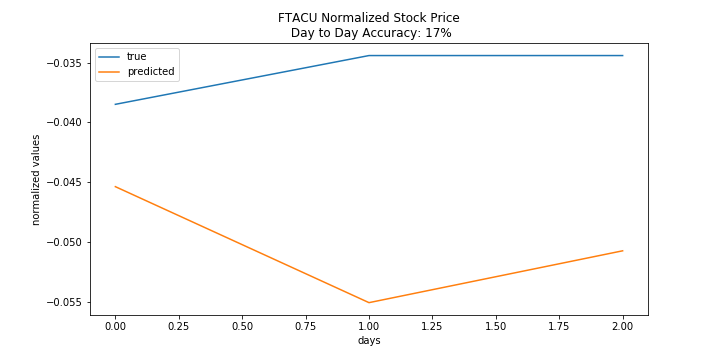 FTACU Normalized Stock Price
Day to Day Accuracy: 17%
true
predicted
normalized values
−0.035
−0.040
−0.045
−0.050
−0.055
0.00 0.25 0.50 0.75 1.00 1.25 1.50 1.75 2.00
days